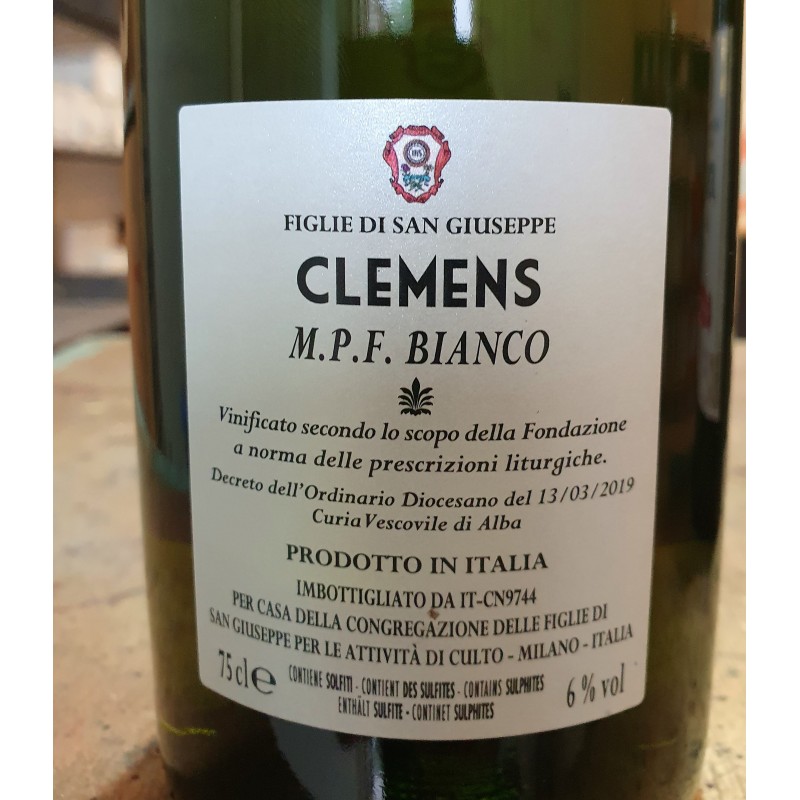 IHS
FIGLIE DI SAN GIUSEPPE
CLEMENS
M.P.F. BIANCO
Vinificato secondo lo scopo della Fondazione
a norma delle prescrizioni liturgiche.
Decreto dell'Ordinario Diocesano del 13/03/2019
Curia Vescovile di Alba
PRODOTTO IN ITALIA
IMBOTTIGLIATO DA IT-CN9744
PER CASA DELLA CONGREGAZIONE DELLE FIGLIE DI
SAN GIUSEPPE PER LE ATTIVITÀ DI CULTO - MILANO - ITALIA
75 cl e CONTIENE SOLFITI - CONTIENT DES SULFITES - CONTAINS SULPHITES 6 % vol
ENTHÄLT SULFITE - CONTINET SULPHITES